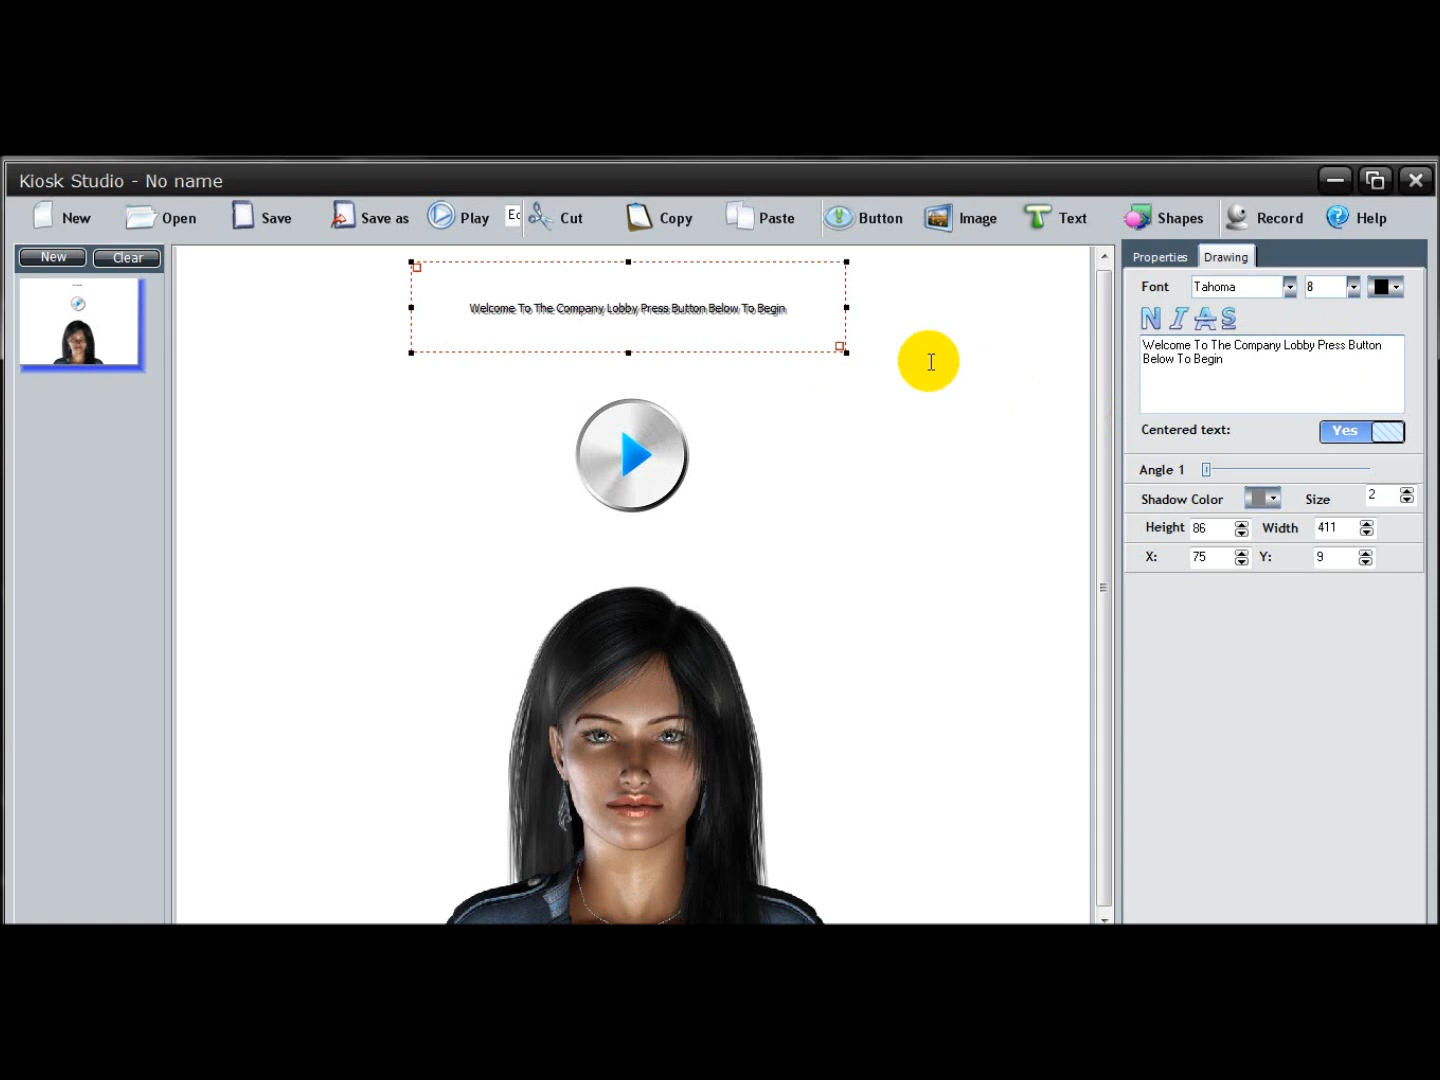 Kiosk Studio - No name
New Open Save Save as Play Cut Copy Paste Button Image Text Shapes Record Help
New Clear
Properties Drawing
Font Tahoma 8
N I A S
Welcome To The Company Lobby Press Button Below To Begin
Welcome To The Company Lobby Press Button
Below To Begin
Centered text: Yes
Angle 1
Shadow Color Size 2
Height 86 Width 411
X: 75 Y: 9